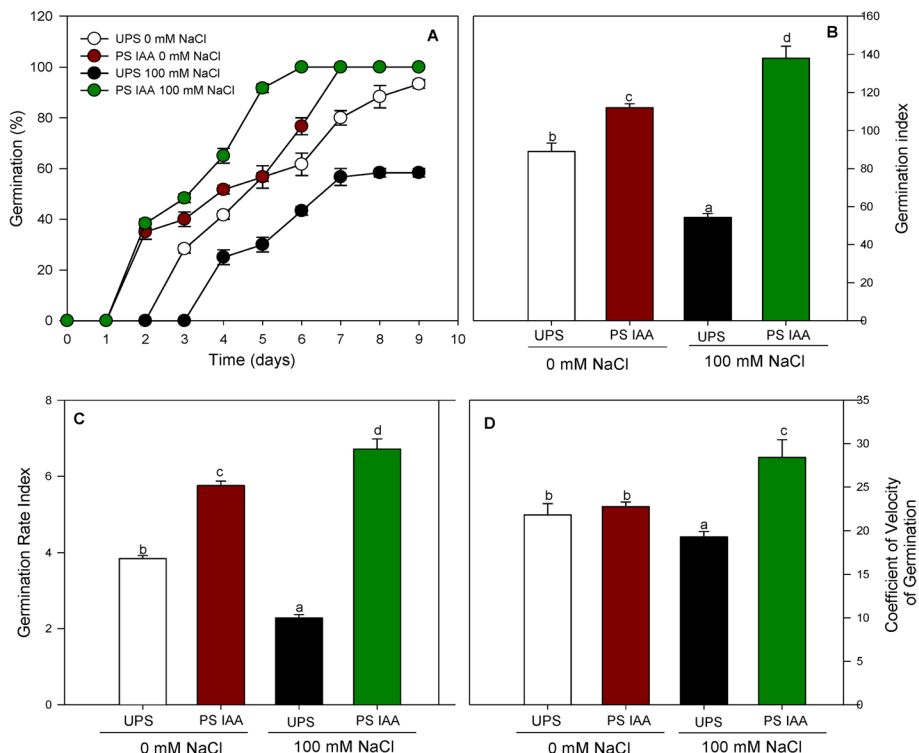 A
UPS 0 mM NaCl
PS IAA 0 mM NaCl
UPS 100 mM NaCl
PS IAA 100 mM NaCl
Germination (%)
120
100
80
60
40
20
0
0 1 2 3 4 5 6 7 8 9 10
Time (days)
B
b
c
a
d
Germination index
160
140
120
100
80
60
40
20
0
UPS PS IAA UPS PS IAA
0 mM NaCl 100 mM NaCl
C
b
c
a
d
Germination Rate Index
8
6
4
2
0
UPS PS IAA UPS PS IAA
0 mM NaCl 100 mM NaCl
D
b
b
a
c
Coefficient of Velocity
of Germination
35
30
25
20
15
10
5
0
UPS PS IAA UPS PS IAA
0 mM NaCl 100 mM NaCl